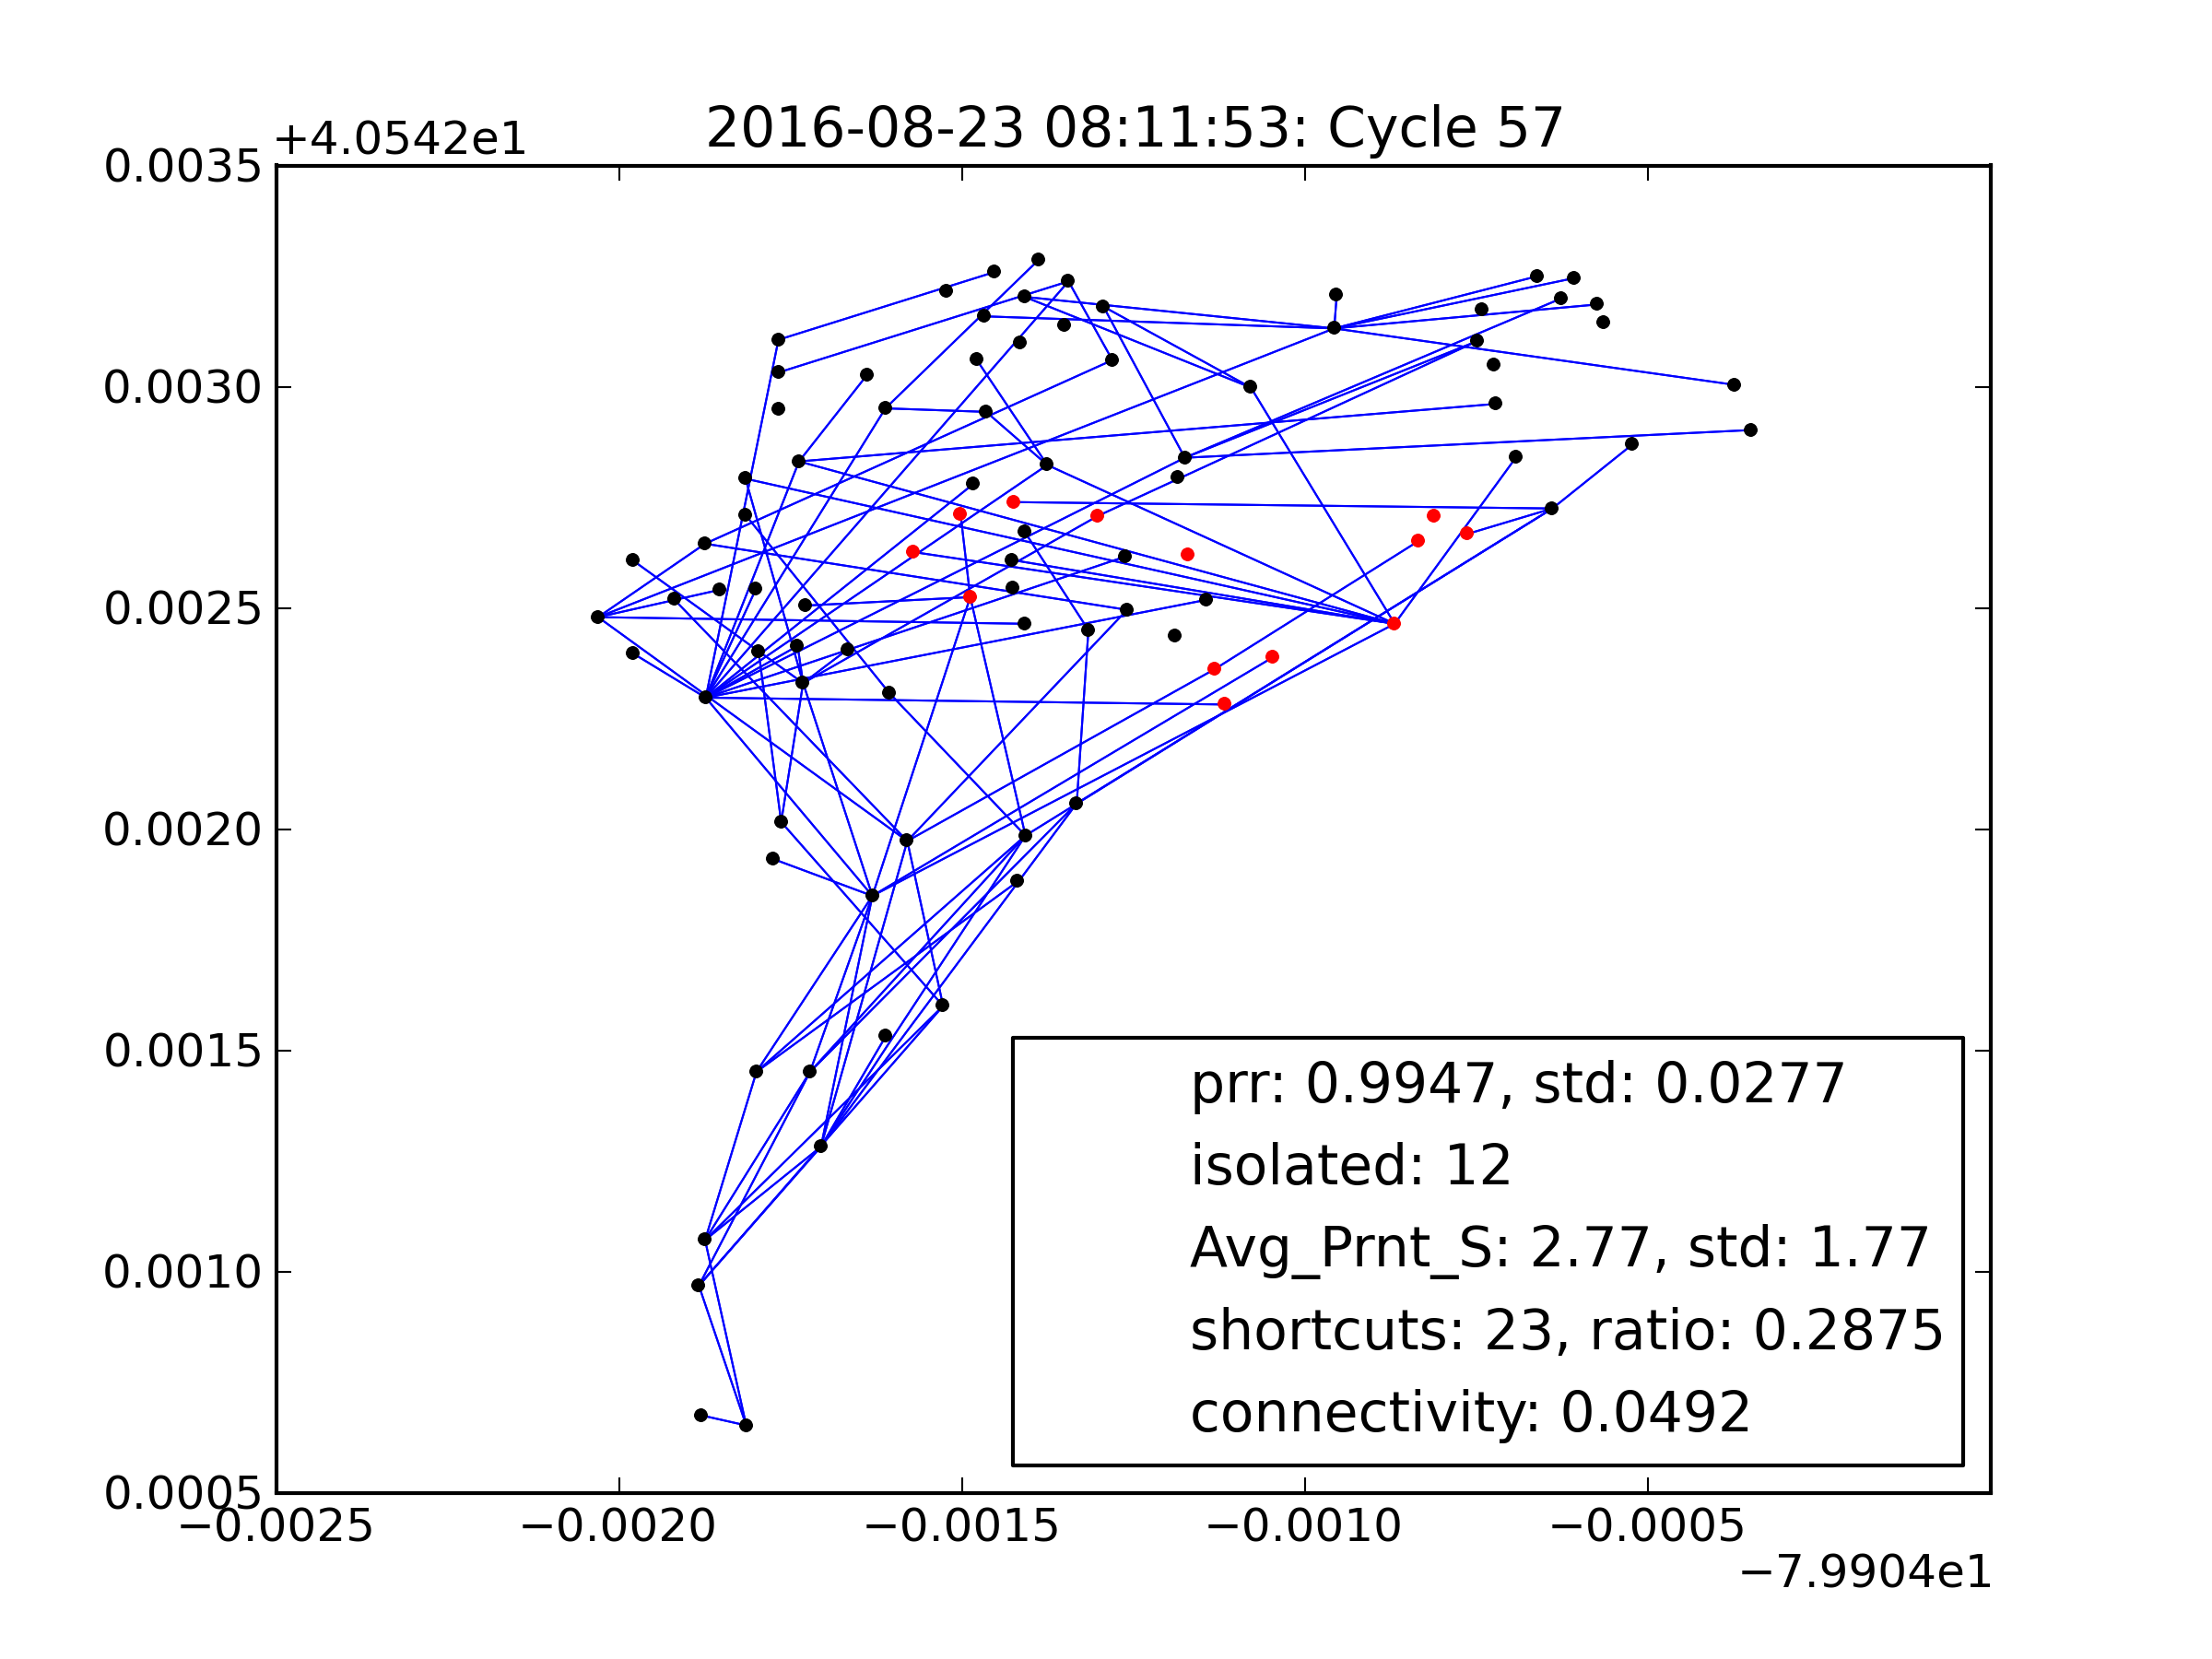 2016-08-23 08:11:53: Cycle 57
+4.0542e1
0.0035
0.0030
0.0025
0.0020
0.0015
0.0010
0.0005
prr: 0.9947, std: 0.0277
isolated: 12
Avg_Prnt_S: 2.77, std: 1.77
shortcuts: 23, ratio: 0.2875
connectivity: 0.0492
−0.0025 −0.0020 −0.0015 −0.0010 −0.0005
−7.9904e1